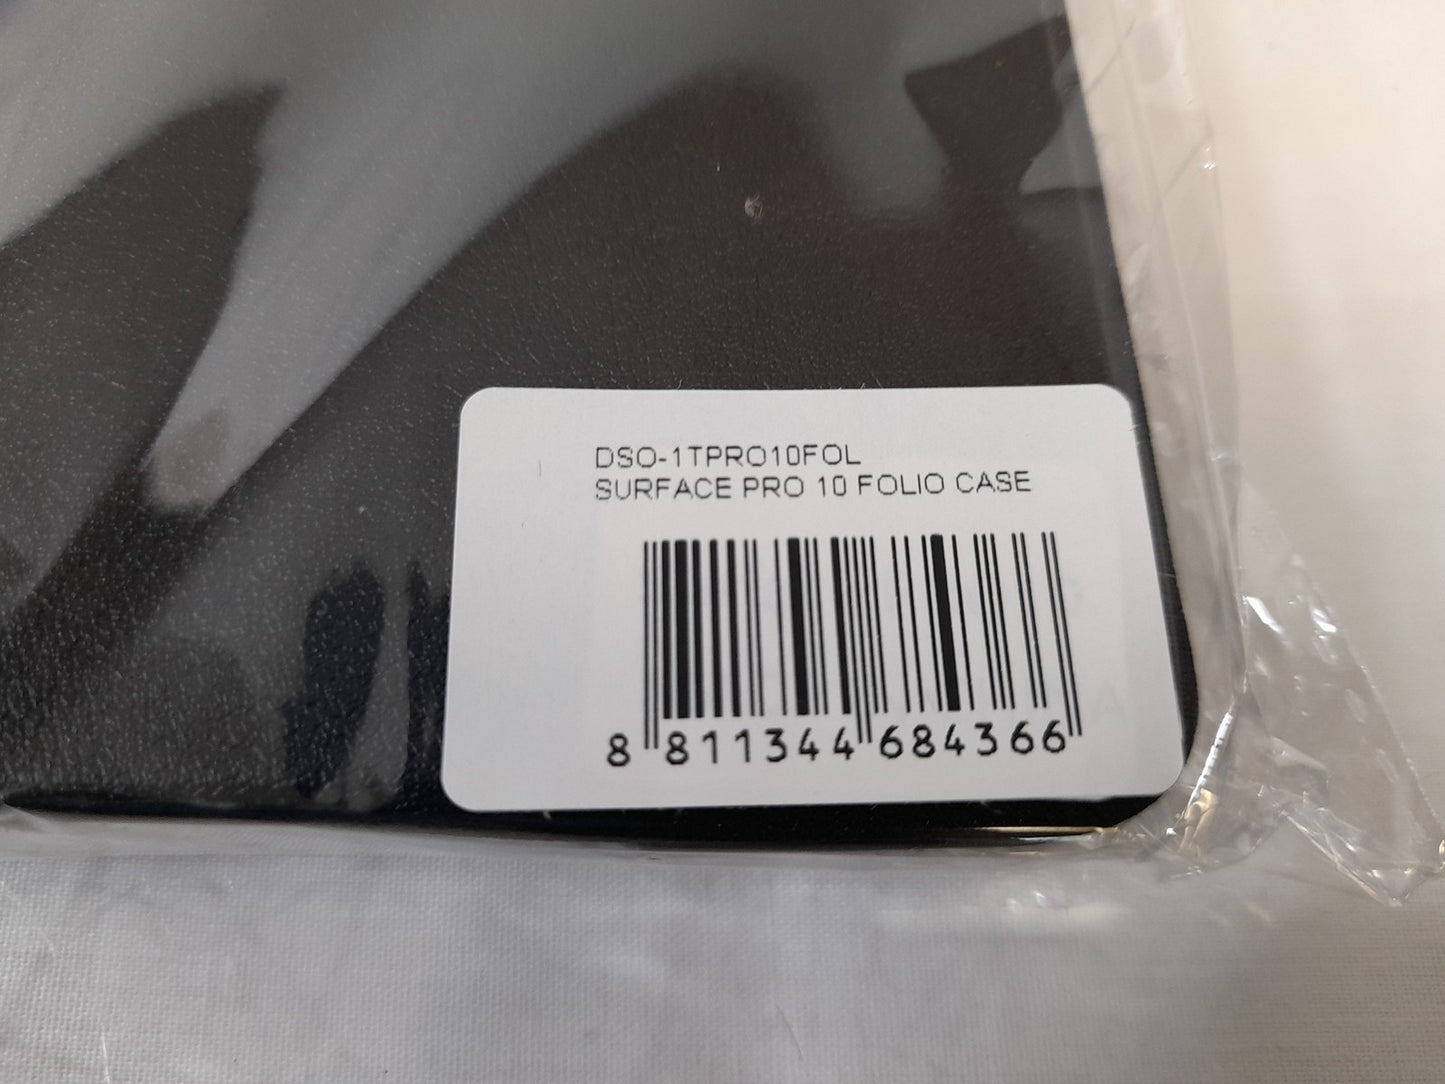 DSO-1TPRO10FOL
SURFACE PRO 10 FOLIO CASE
8 811344 684366